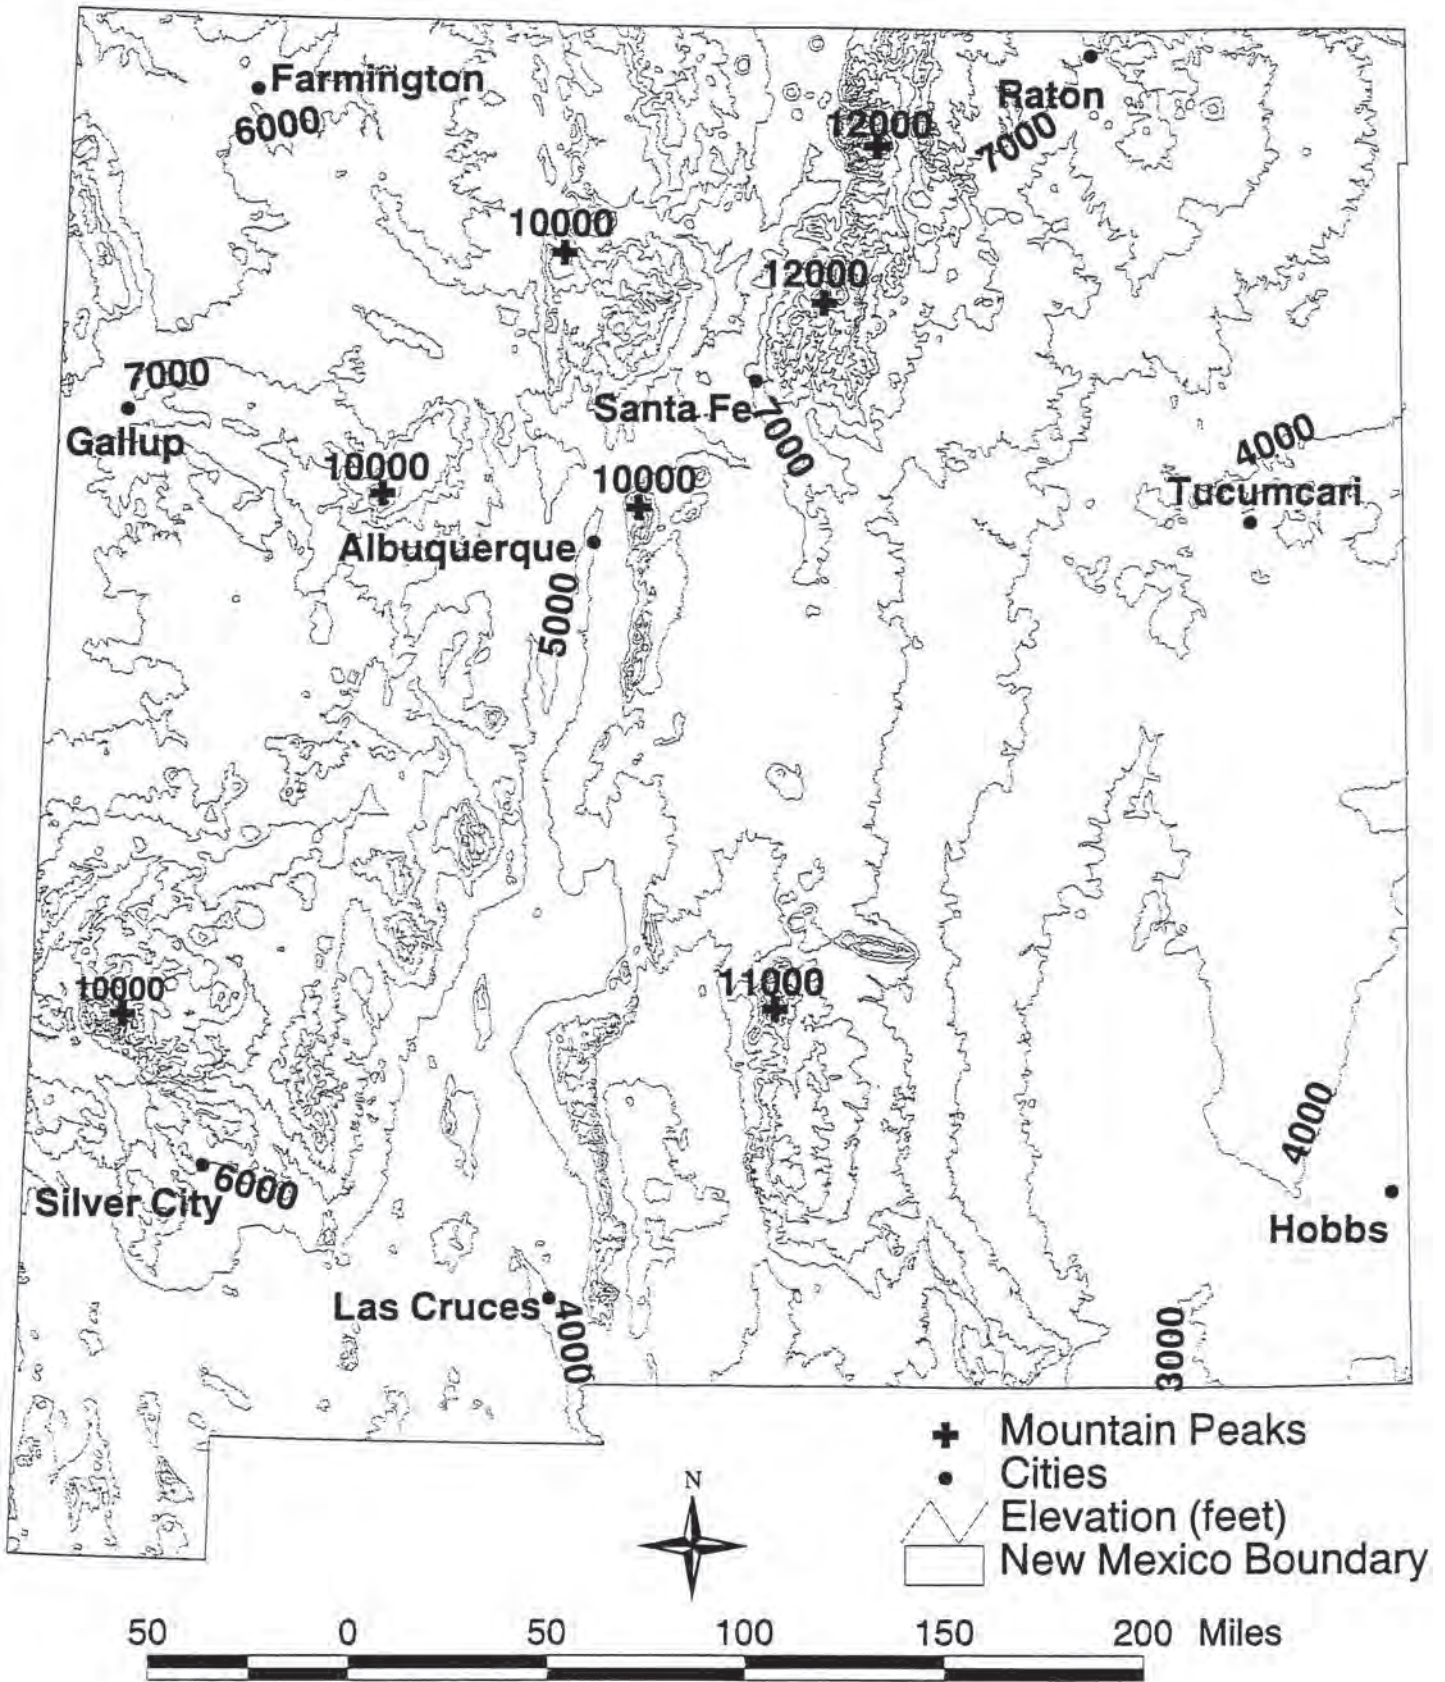 Farmington
6000
Raton
7000
12000
10000
12000
7000
Gallup
Santa Fe
7000
4000
Tucumcari
10000
10000
Albuquerque
5000
10000
11000
4000
Silver City
6000
Hobbs
Las Cruces
4000
3000
Mountain Peaks
Cities
Elevation (feet)
New Mexico Boundary
N
50 0 50 100 150 200 Miles